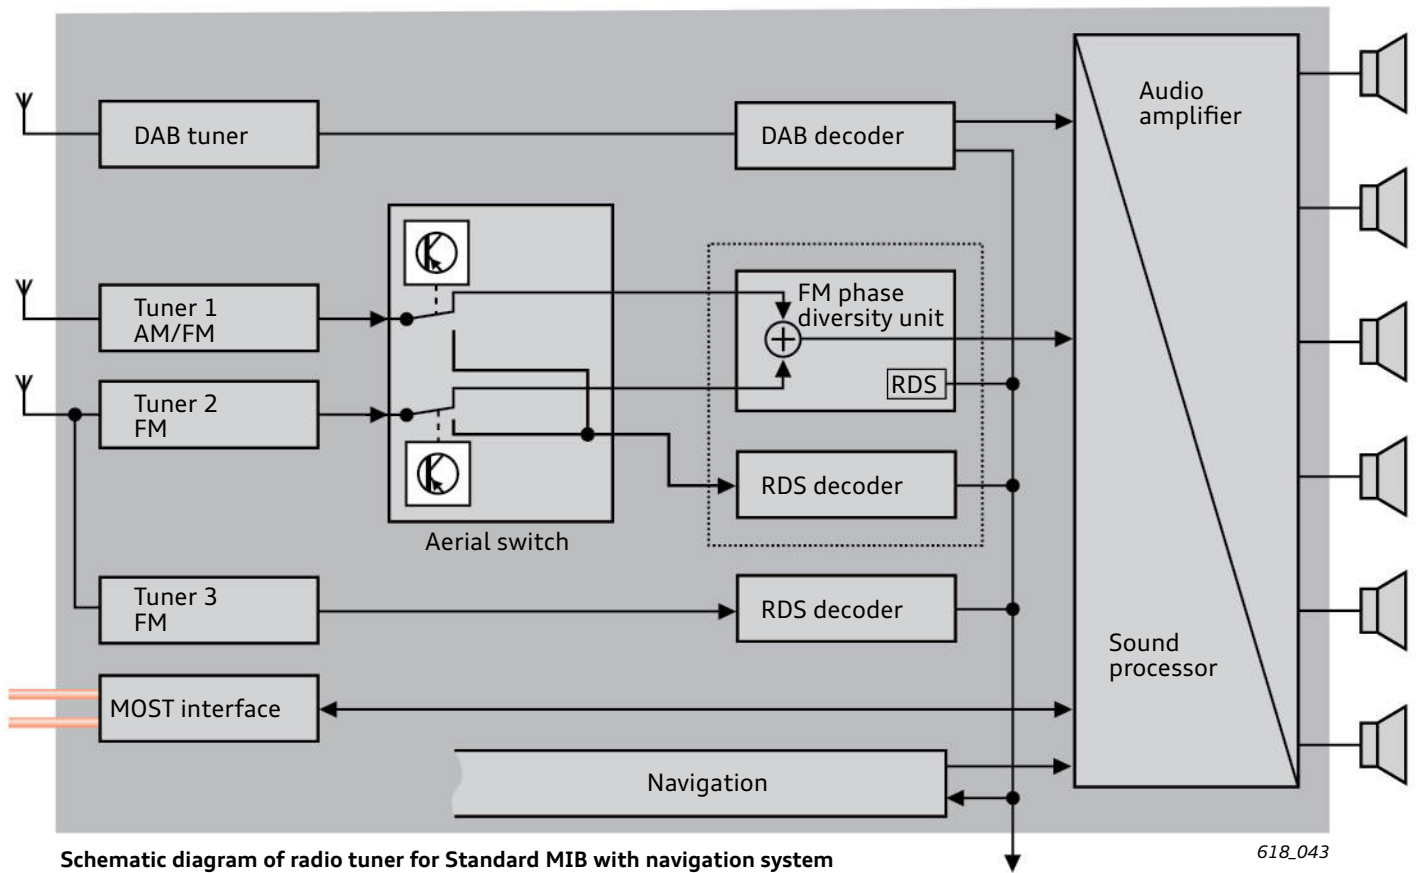 DAB tuner
DAB decoder
Audio
amplifier
Tuner 1
AM/FM
FM phase
diversity unit
RDS
Tuner 2
FM
RDS decoder
Aerial switch
Tuner 3
FM
RDS decoder
Sound
processor
MOST interface
Navigation
Schematic diagram of radio tuner for Standard MIB with navigation system
618_043